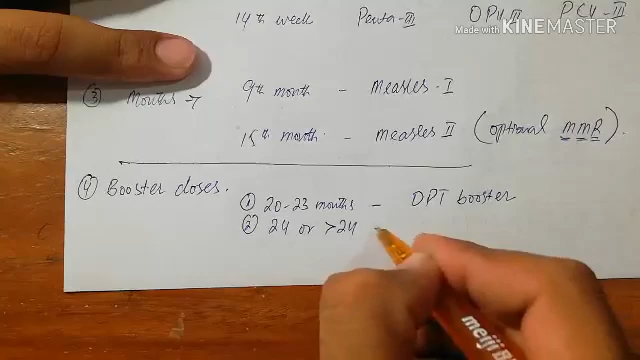 14th week Penta-III OPV III PCV-III
Made with KINEMASTER
③ Months → 9th month - Measles-I
15th month - measles II (optional MMR)
④ Booster doses.
① 20-23 months - DPT booster
② 24 or >24
meiji